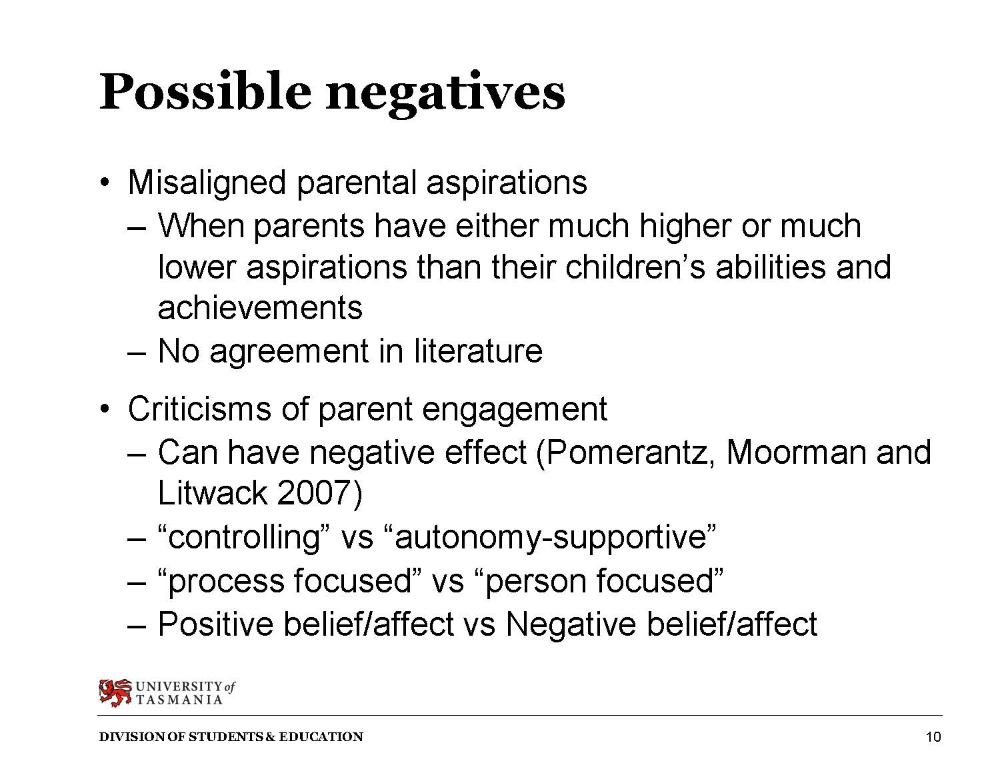 Possible negatives
• Misaligned parental aspirations
– When parents have either much higher or much
lower aspirations than their children’s abilities and
achievements
– No agreement in literature
• Criticisms of parent engagement
– Can have negative effect (Pomerantz, Moorman and
Litwack 2007)
– “controlling” vs “autonomy-supportive”
– “process focused” vs “person focused”
– Positive belief/affect vs Negative belief/affect
UNIVERSITY of
TASMANIA
DIVISION OF STUDENTS & EDUCATION
10